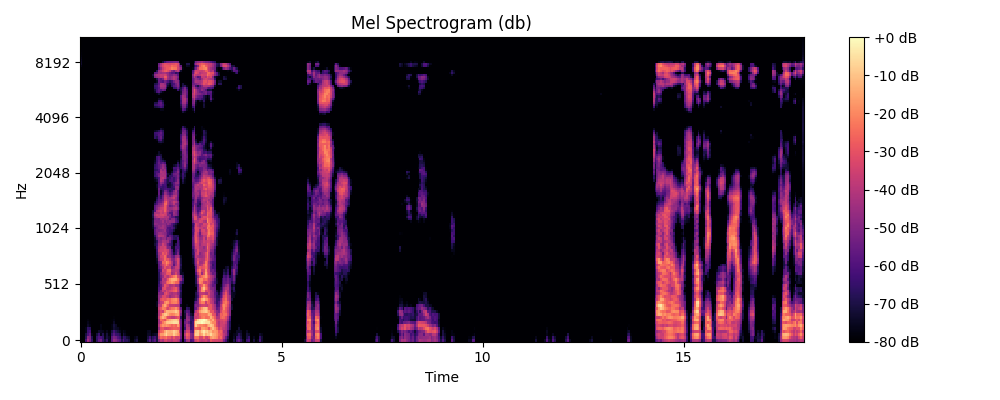 Mel Spectrogram (db)
8192
4096
2048
1024
512
0
Hz
0 5 10 15
Time
+0 dB
-10 dB
-20 dB
-30 dB
-40 dB
-50 dB
-60 dB
-70 dB
-80 dB